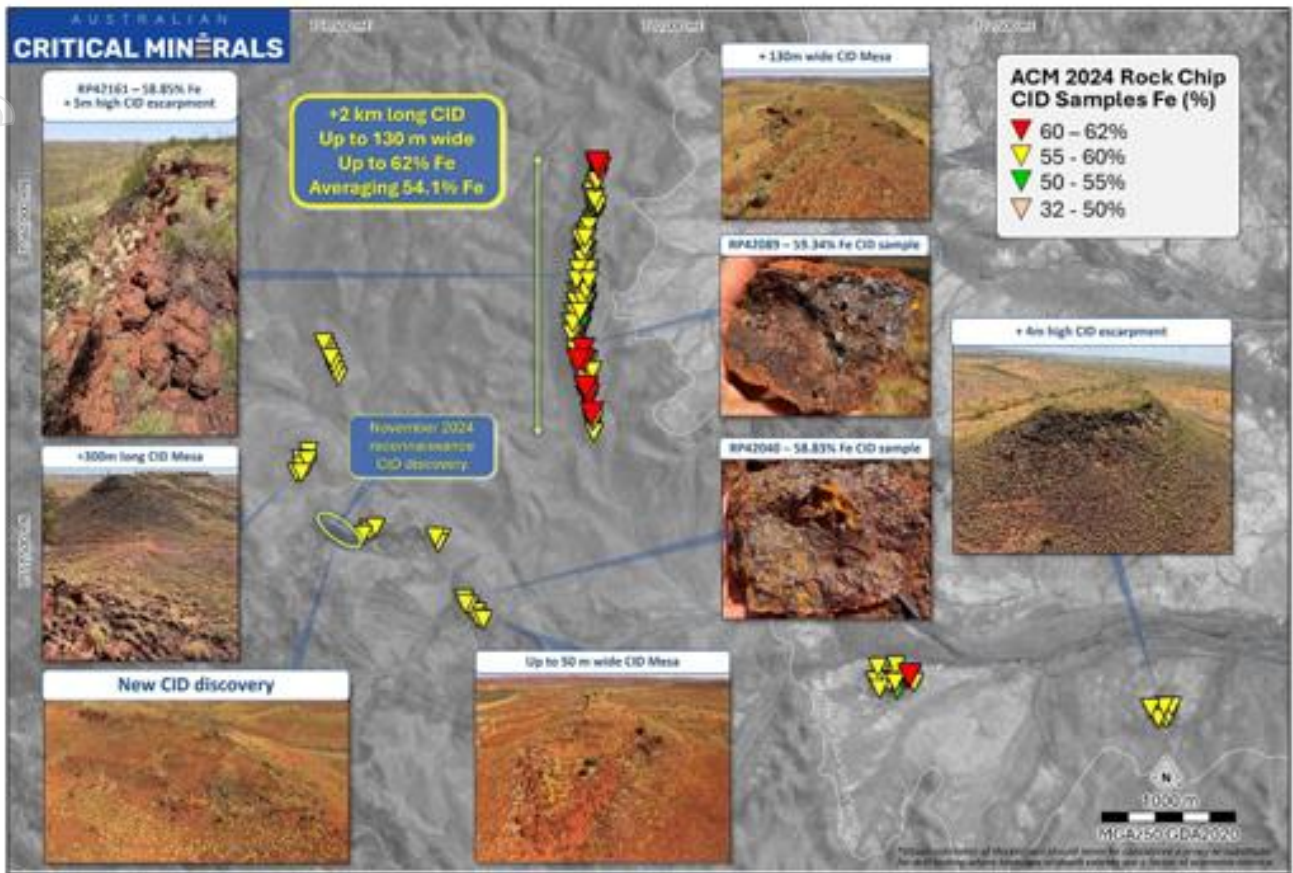 AUSTRALIAN
CRITICAL MINERALS
RP42161 – 58.85% Fe
+ 5m high CID escarpment
+2 km long CID
Up to 130 m wide
Up to 62% Fe
Averaging 54.1% Fe
+ 130m wide CID Mesa
ACM 2024 Rock Chip
CID Samples Fe (%)
60 – 62%
55 - 60%
50 - 55%
32 - 50%
RP42089 – 59.34% Fe CID sample
+ 4m high CID escarpment
November 2024
reconnaissance
CID discovery
+300m long CID Mesa
RP42040 – 58.83% Fe CID sample
New CID discovery
Up to 50 m wide CID Mesa
N
1000 m
MGA250 GDA2020